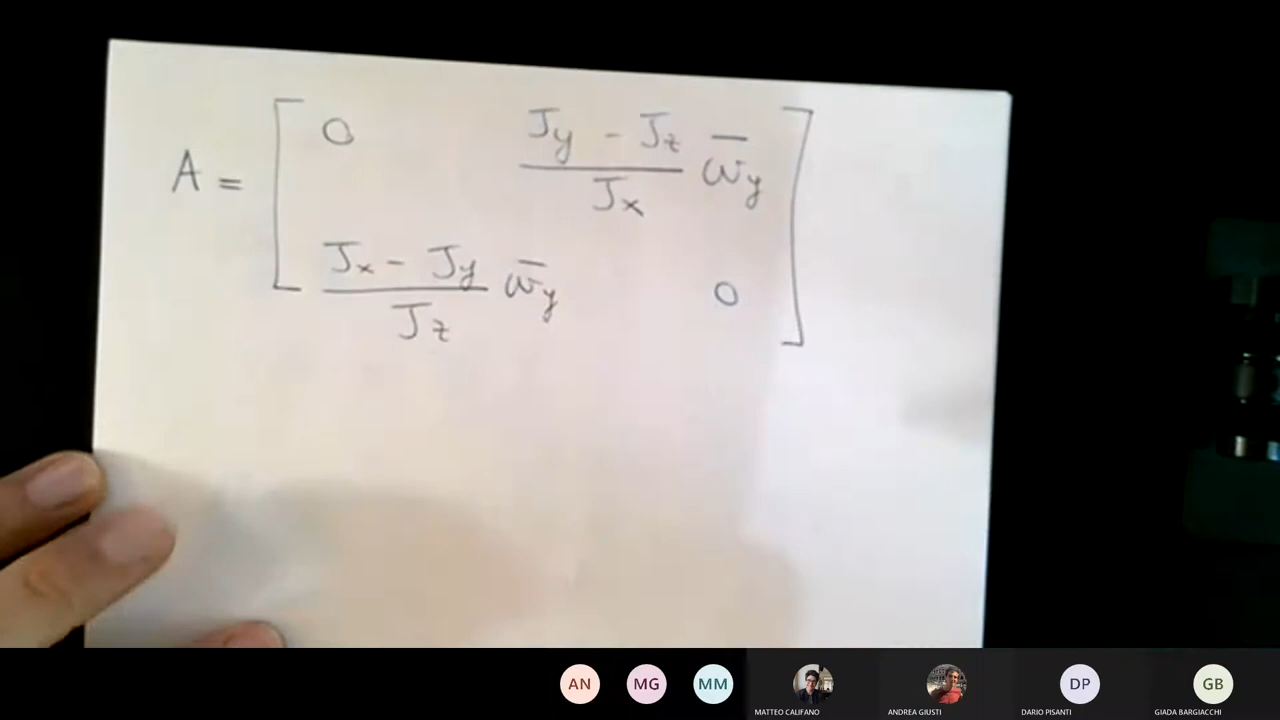 A = [ 0 (Jy - Jz)/Jx ω̄y
(Jx - Jy)/Jz ω̄y 0 ]
AN MG MM DP GB
MATTEO CALIFANO ANDREA GIUSTI DARIO PISANTI GIADA BARGIACCHI